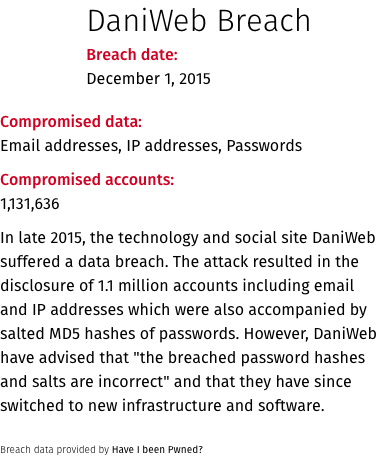 DaniWeb Breach
Breach date:
December 1, 2015
Compromised data:
Email addresses, IP addresses, Passwords
Compromised accounts:
1,131,636
In late 2015, the technology and social site DaniWeb
suffered a data breach. The attack resulted in the
disclosure of 1.1 million accounts including email
and IP addresses which were also accompanied by
salted MD5 hashes of passwords. However, DaniWeb
have advised that "the breached password hashes
and salts are incorrect" and that they have since
switched to new infrastructure and software.
Breach data provided by Have I been Pwned?